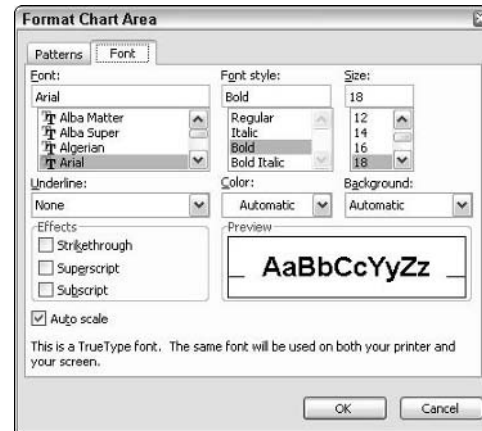 Format Chart Area
Patterns Font
Font: Font style: Size:
Arial Bold 18
Alba Matter Regular 12
Alba Super Italic 14
Algerian Bold 16
Arial Bold Italic 18
Underline: Color: Background:
None Automatic Automatic
Effects Preview
Strikethrough
Superscript
Subscript
AaBbCcYyZz
Auto scale
This is a TrueType font. The same font will be used on both your printer and
your screen.
OK Cancel